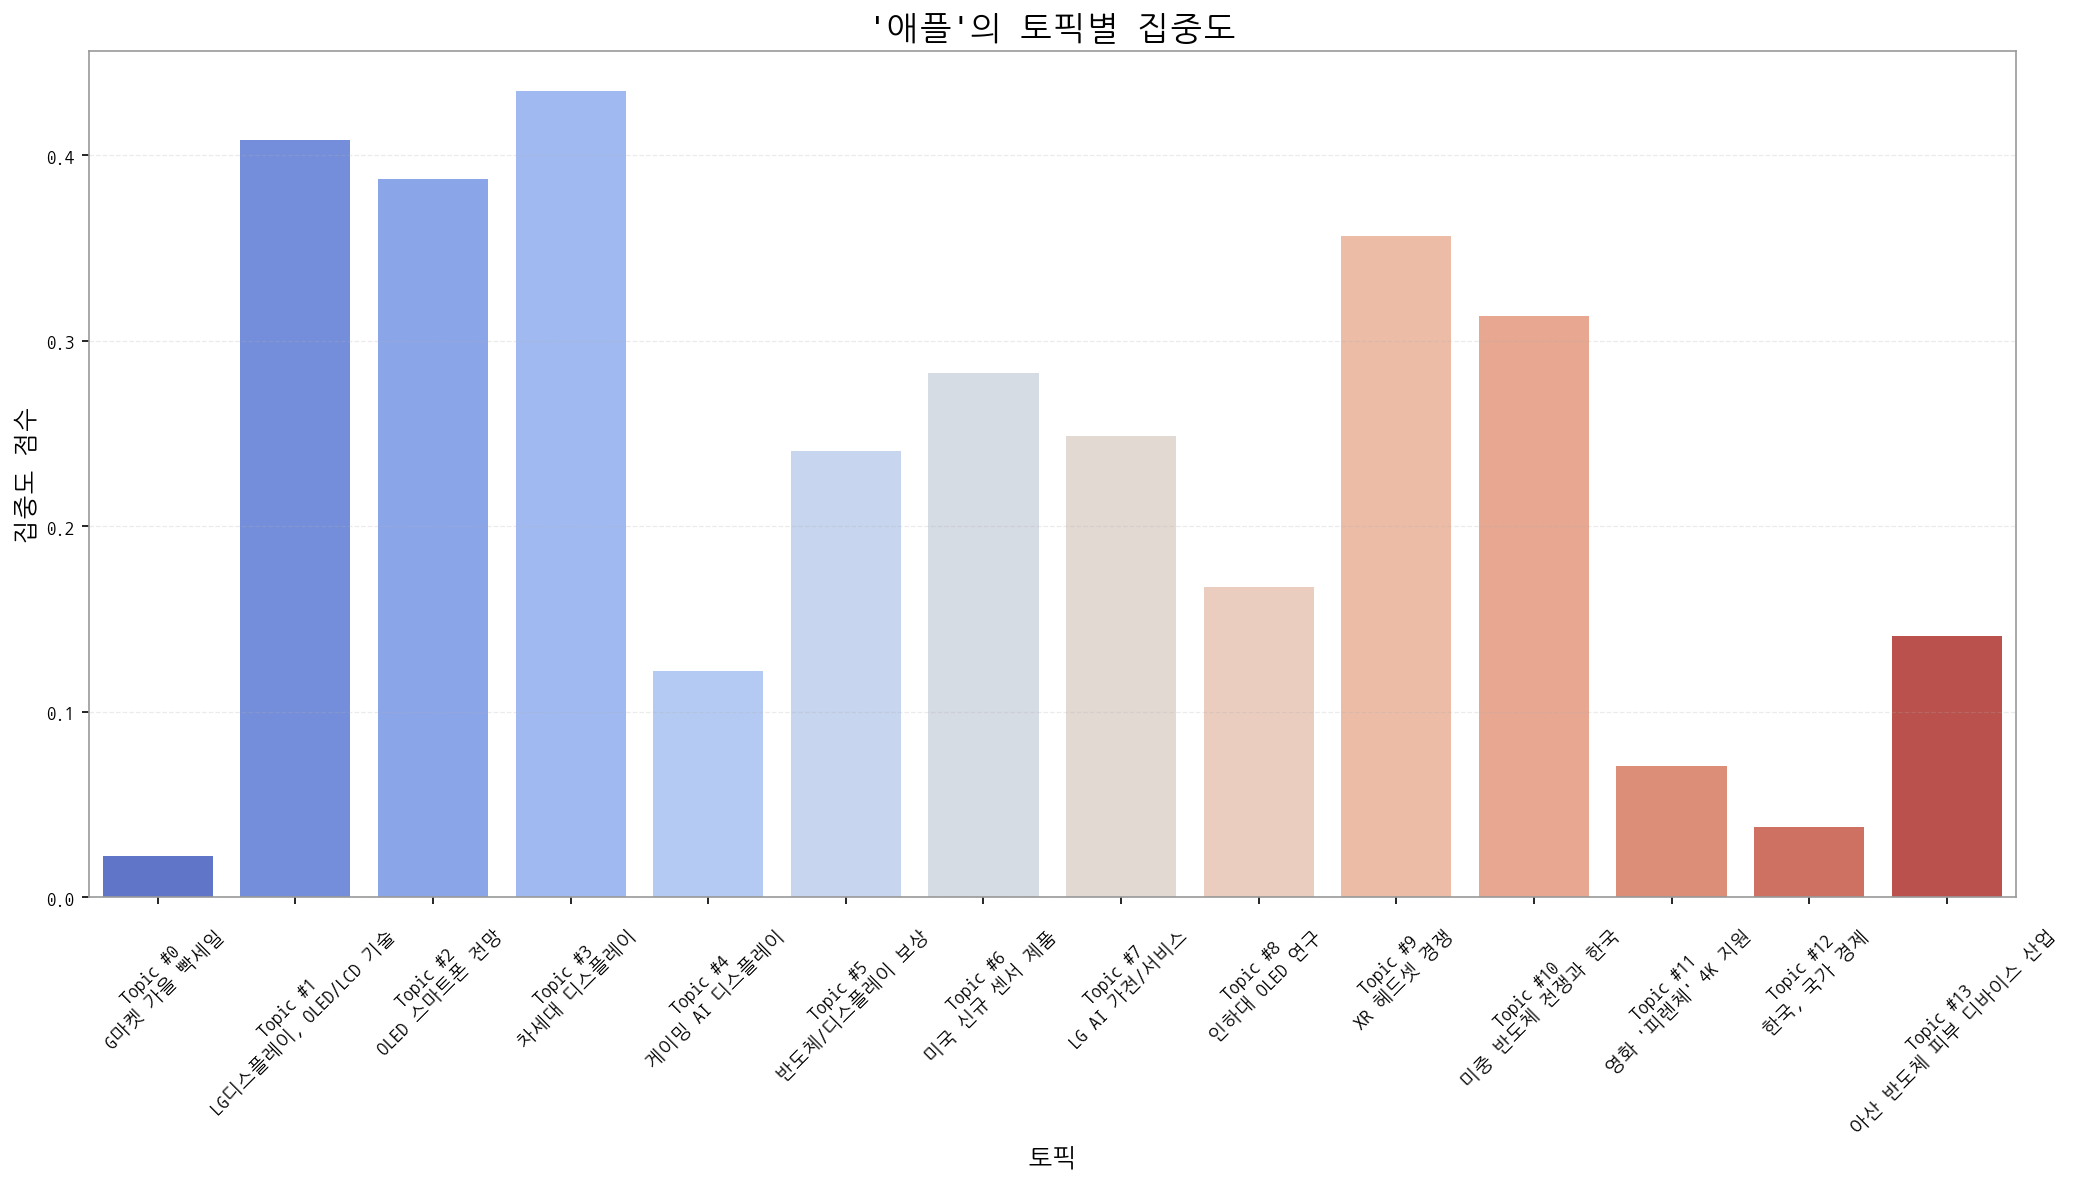 '애플'의 토픽별 집중도
집중도 점수
0.4
0.3
0.2
0.1
0.0
Topic #0
G마켓 가을 빡세일
Topic #1
LG디스플레이, OLED/LCD 기술
Topic #2
OLED 스마트폰 전망
Topic #3
차세대 디스플레이
Topic #4
게이밍 AI 디스플레이
Topic #5
반도체/디스플레이 보상
Topic #6
미국 신규 센서 제품
Topic #7
LG AI 가전/서비스
Topic #8
인하대 OLED 연구
Topic #9
XR 헤드셋 경쟁
Topic #10
미중 반도체 전쟁과 한국
Topic #11
영화 '피렌체' 4K 지원
Topic #12
한국, 국가 경제
Topic #13
아산 반도체 피부 디바이스 산업
토픽